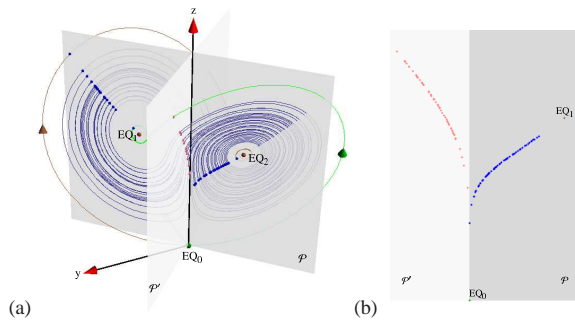 z
EQ₁
EQ₂
EQ₀
y
𝒫'
𝒫
(a)
EQ₁
EQ₀
𝒫'
𝒫
(b)